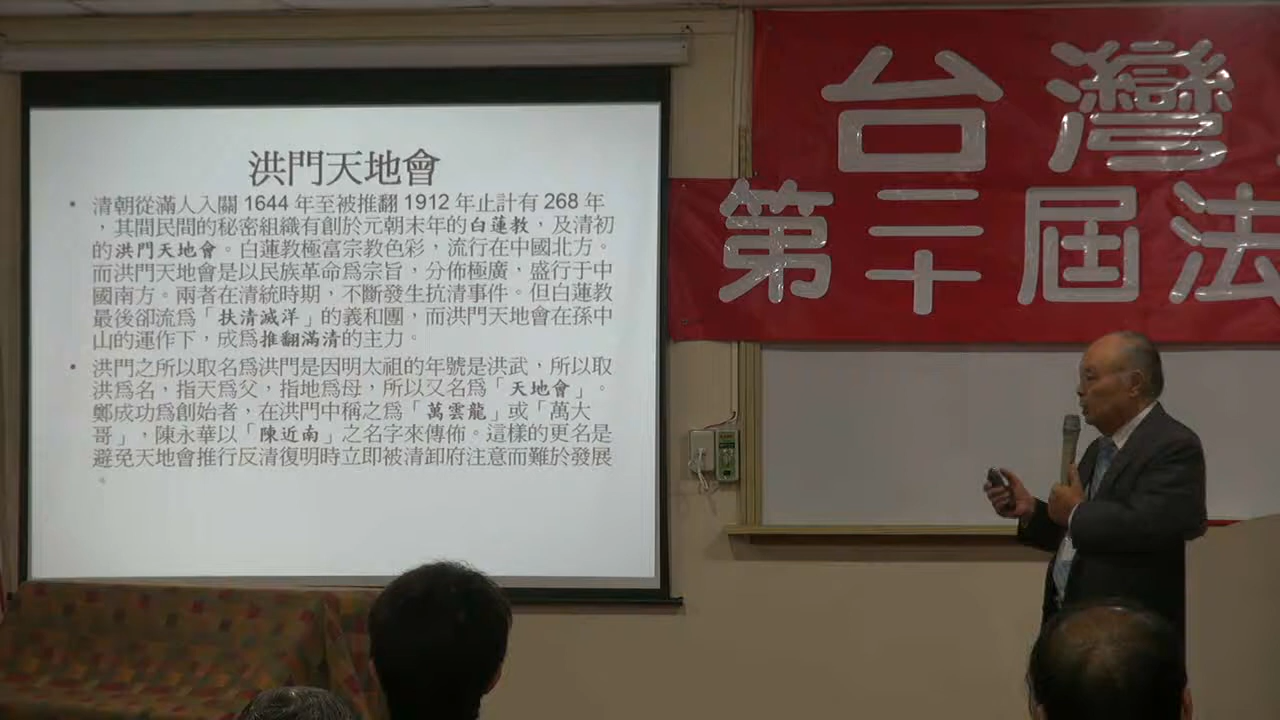 洪門天地會
• 清朝從滿人入關 1644 年至被推翻 1912 年止計有 268 年
，其間民間的秘密組織有創於元朝末年的白蓮教，及清初
的洪門天地會。白蓮教極富宗教色彩，流行在中國北方。
而洪門天地會是以民族革命為宗旨，分佈極廣，盛行于中
國南方。兩者在清統時期，不斷發生抗清事件。但白蓮教
最後卻流為「扶清滅洋」的義和團，而洪門天地會在孫中
山的運作下，成為推翻滿清的主力。
• 洪門之所以取名為洪門是因明太祖的年號是洪武，所以取
洪為名，指天為父，指地為母，所以又名為「天地會」。
鄭成功為創始者，在洪門中稱之為「萬雲龍」或「萬大
哥」，陳永華以「陳近南」之名字來傳佈。這樣的更名是
避免天地會推行反清復明時立即被清卸府注意而難於發展
。
台灣
第二十屆法